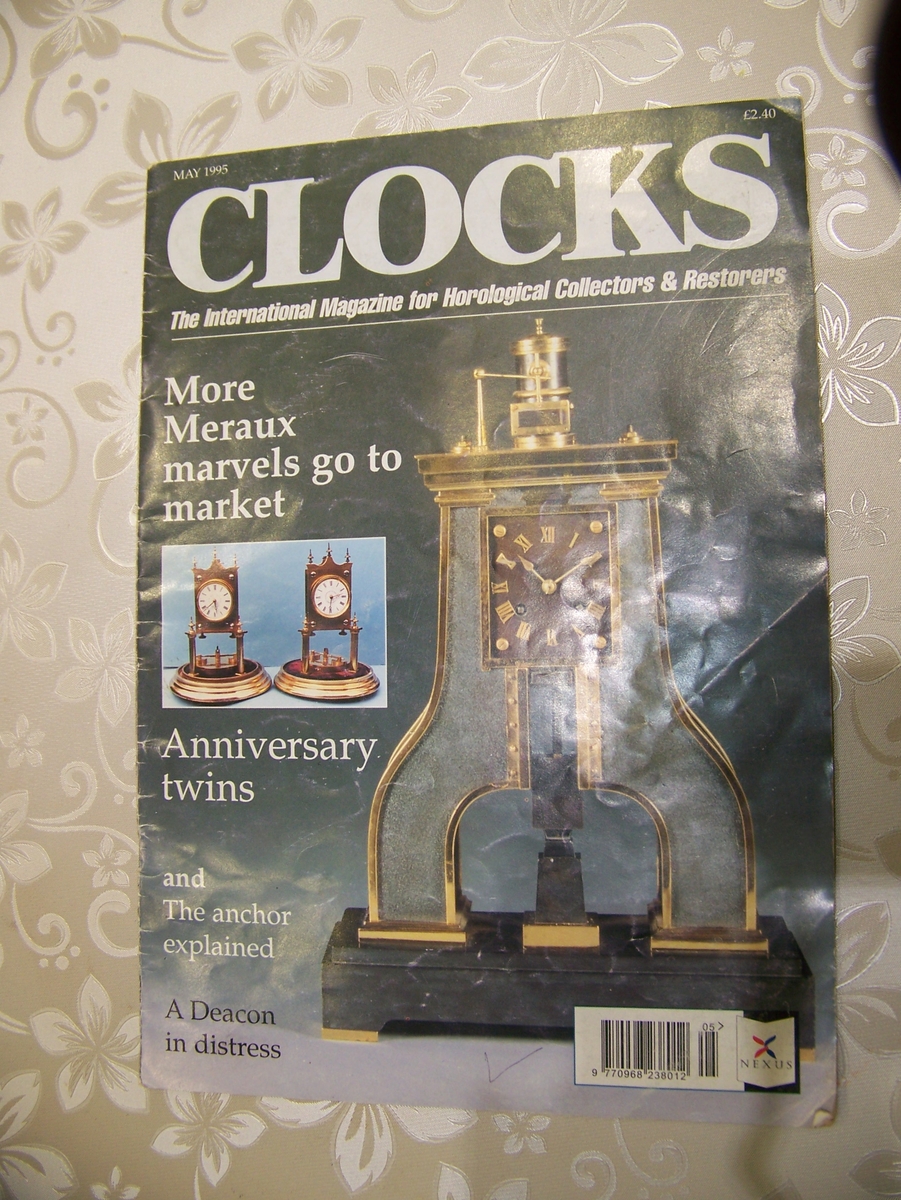 MAY 1995
£2.40
CLOCKS
The International Magazine for Horological Collectors & Restorers
More
Meraux
marvels go to
market
XII
Anniversary
twins
and
The anchor
explained
A Deacon
in distress
05>
9 770968 238012
NEXUS